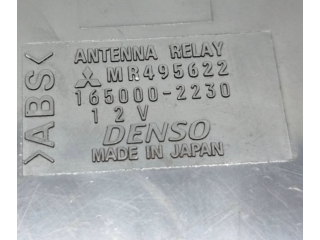 ANTENNA RELAY
MR495622
165000-2230
12V
DENSO
MADE IN JAPAN
>ABS<